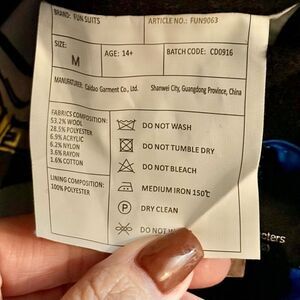 BRAND: FUN SUITS
ARTICLE NO.: FUN9063
SIZE:
M
AGE: 14+
BATCH CODE: CD0916
MANUFACTURER: Caidao Garment Co., Ltd. Shanwei City, Guangdong Province, China
FABRICS COMPOSITION:
53.2% WOOL
28.5% POLYESTER
6.9% ACRYLIC
6.2% NYLON
3.6% RAYON
1.6% COTTON
LINING COMPOSITION:
100% POLYESTER
DO NOT WASH
DO NOT TUMBLE DRY
DO NOT BLEACH
MEDIUM IRON 150℃
P DRY CLEAN
DO NOT